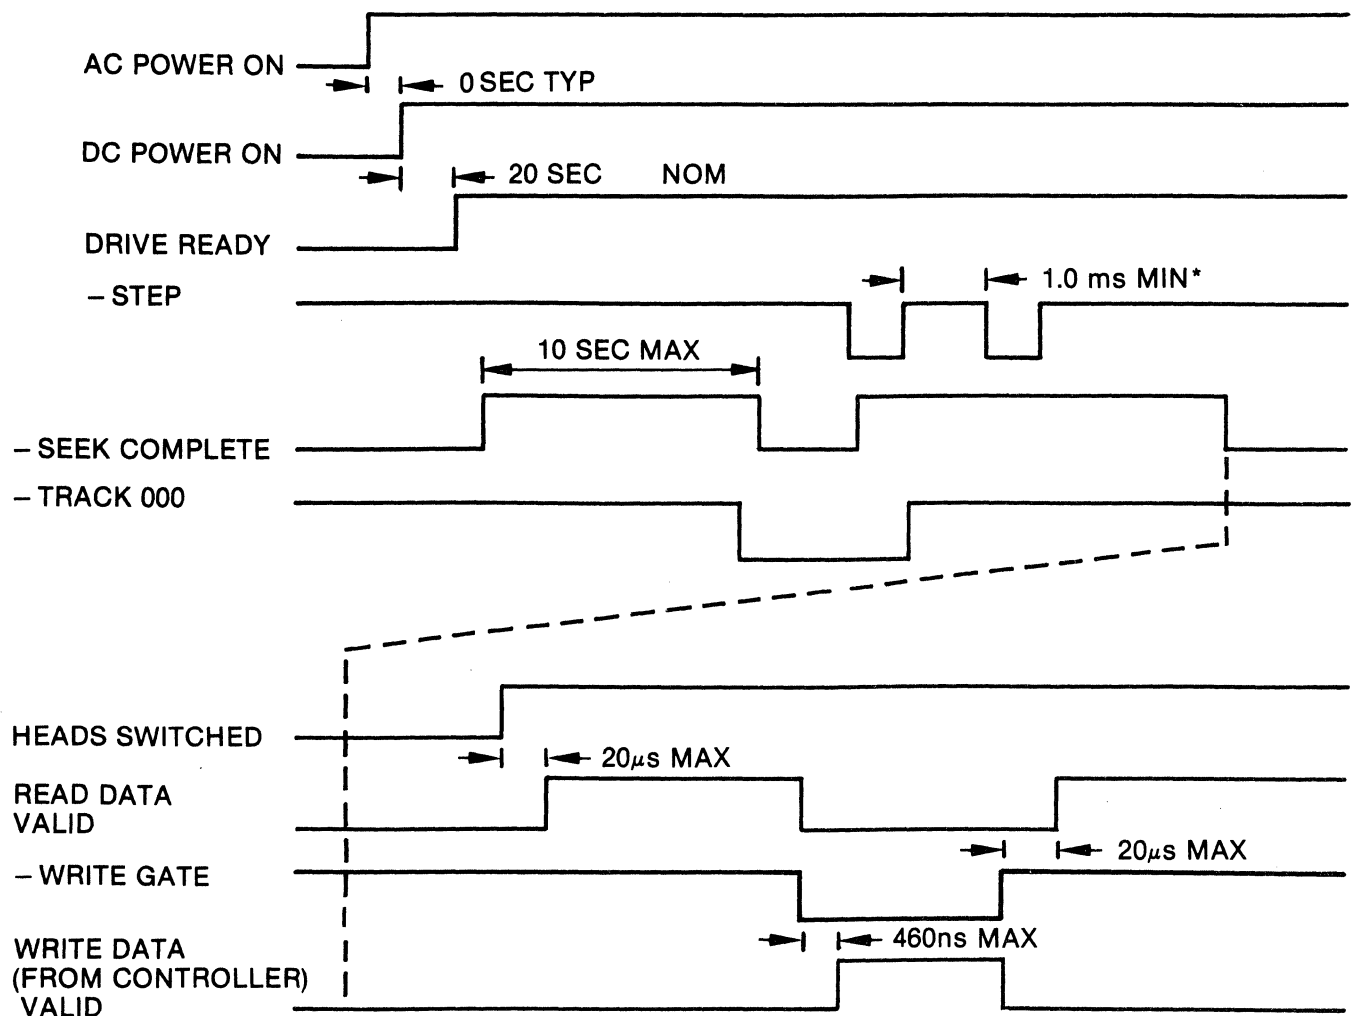 AC POWER ON
0 SEC TYP
DC POWER ON
20 SEC NOM
DRIVE READY
– STEP
1.0 ms MIN*
10 SEC MAX
– SEEK COMPLETE
– TRACK 000
HEADS SWITCHED
20μs MAX
READ DATA
VALID
20μs MAX
– WRITE GATE
460ns MAX
WRITE DATA
(FROM CONTROLLER)
VALID